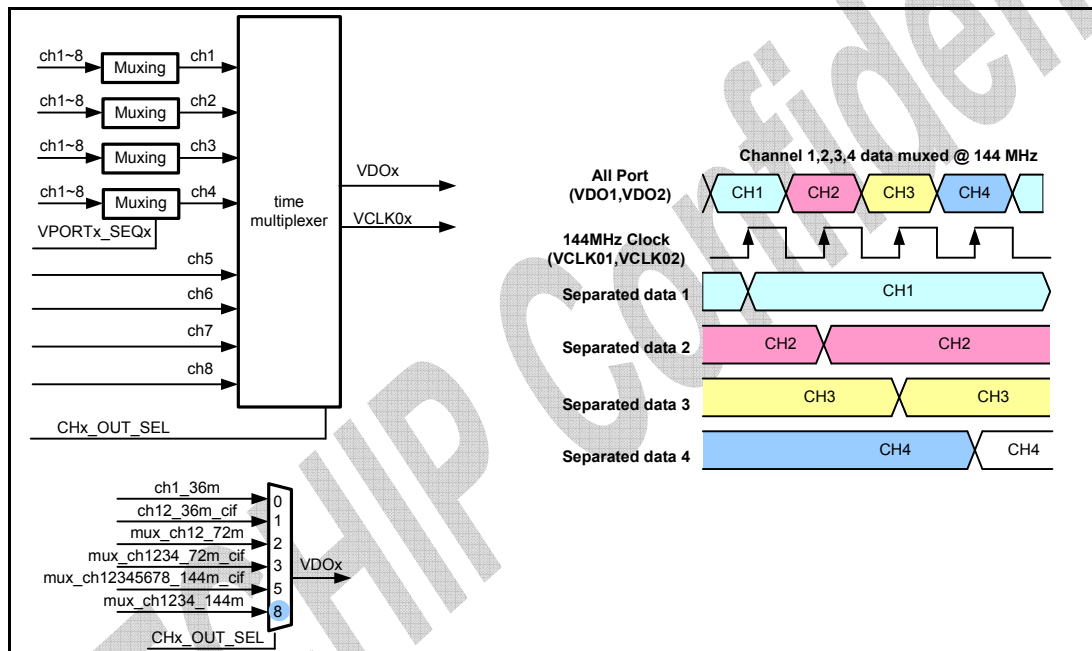 ch1~8 Muxing ch1
ch1~8 Muxing ch2
ch1~8 Muxing ch3
ch1~8 Muxing ch4
VPORTx_SEQx
ch5
ch6
ch7
ch8
CHx_OUT_SEL
time
multiplexer
VDOx
VCLK0x
ch1_36m 0
ch12_36m_cif 1
mux_ch12_72m 2
mux_ch1234_72m_cif 3
mux_ch12345678_144m_cif 5
mux_ch1234_144m 8
VDOx
CHx_OUT_SEL
Channel 1,2,3,4 data muxed @ 144 MHz
All Port
(VDO1,VDO2)
CH1 CH2 CH3 CH4
144MHz Clock
(VCLK01,VCLK02)
Separated data 1 CH1
Separated data 2 CH2 CH2
Separated data 3 CH3 CH3
Separated data 4 CH4 CH4